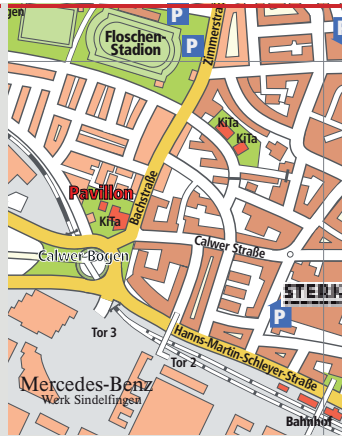 gen
P
Floschen-
Stadion
P
Zimmerstra
KiTa
KiTa
Pavillon
KiTa
Bachstraße
Calwer Straße
Calwer-Bogen
STERN
P
Tor 3
Hanns-Martin-Schleyer-Straße
Tor 2
Mercedes-Benz
Werk Sindelfingen
Bahnhof